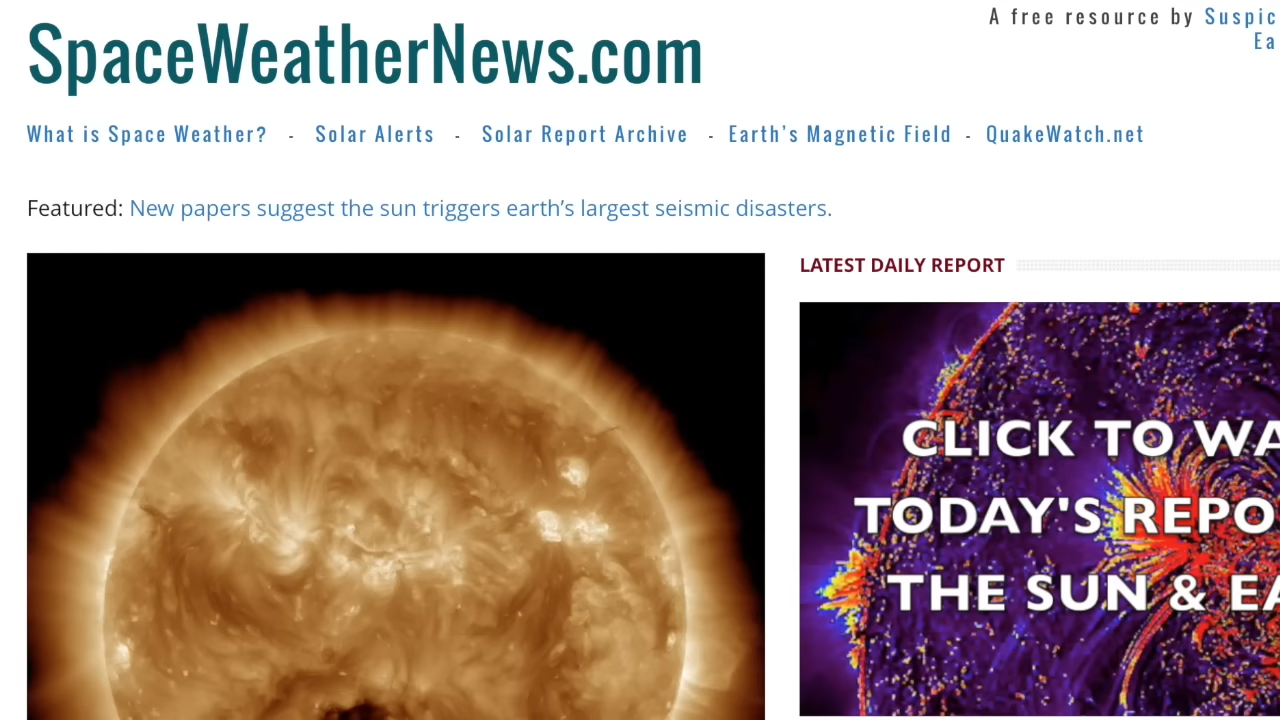 A free resource by
SpaceWeatherNews.com
What is Space Weather? - Solar Alerts - Solar Report Archive - Earth’s Magnetic Field - QuakeWatch.net
Featured: New papers suggest the sun triggers earth’s largest seismic disasters.
LATEST DAILY REPORT
CLICK TO
TODAY'S
THE SUN &